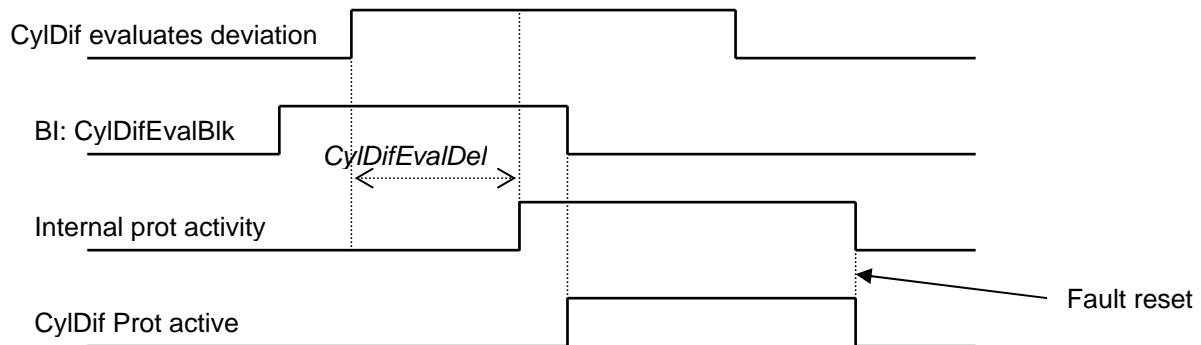 CylDif evaluates deviation
BI: CylDifEvalBlk
CylDifEvalDel
Internal prot activity
Fault reset
CylDif Prot active